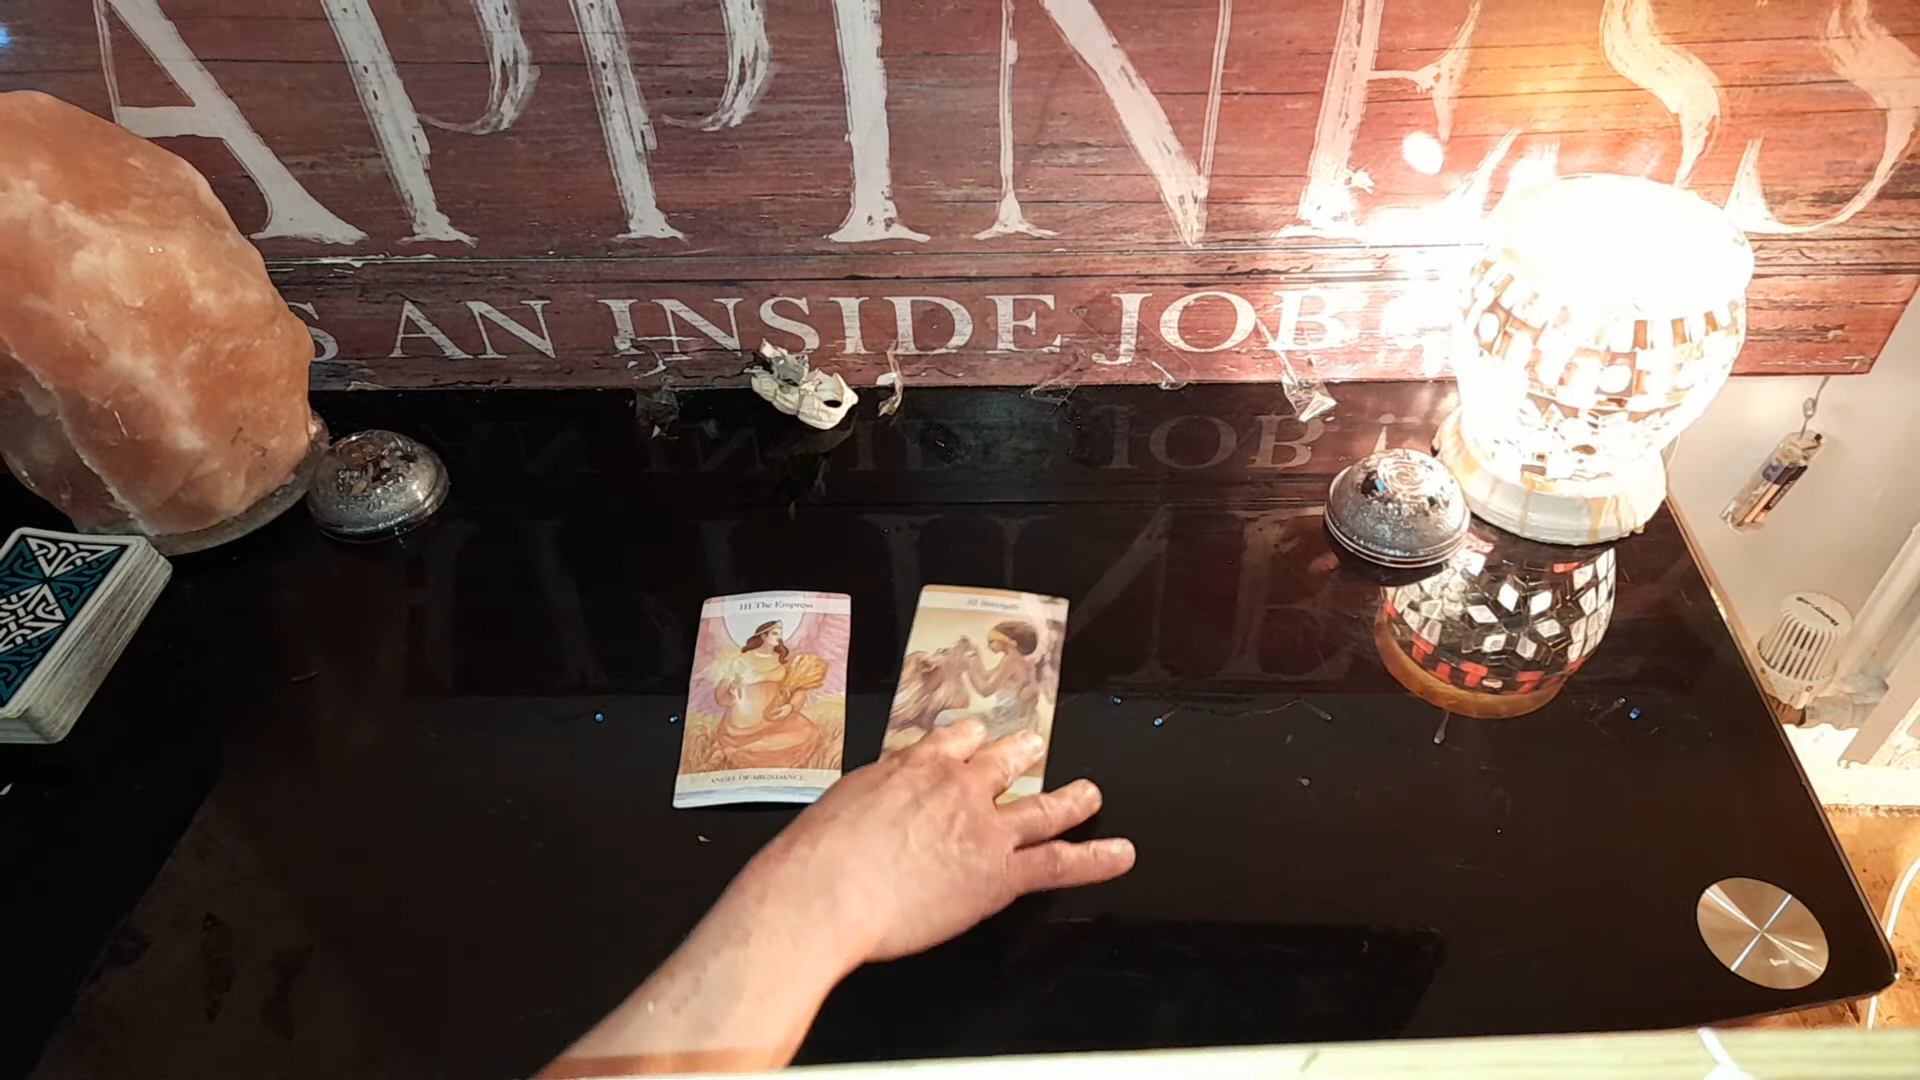 APPINESS
S AN INSIDE JOB
III The Empress
ANGEL OF ABUNDANCE